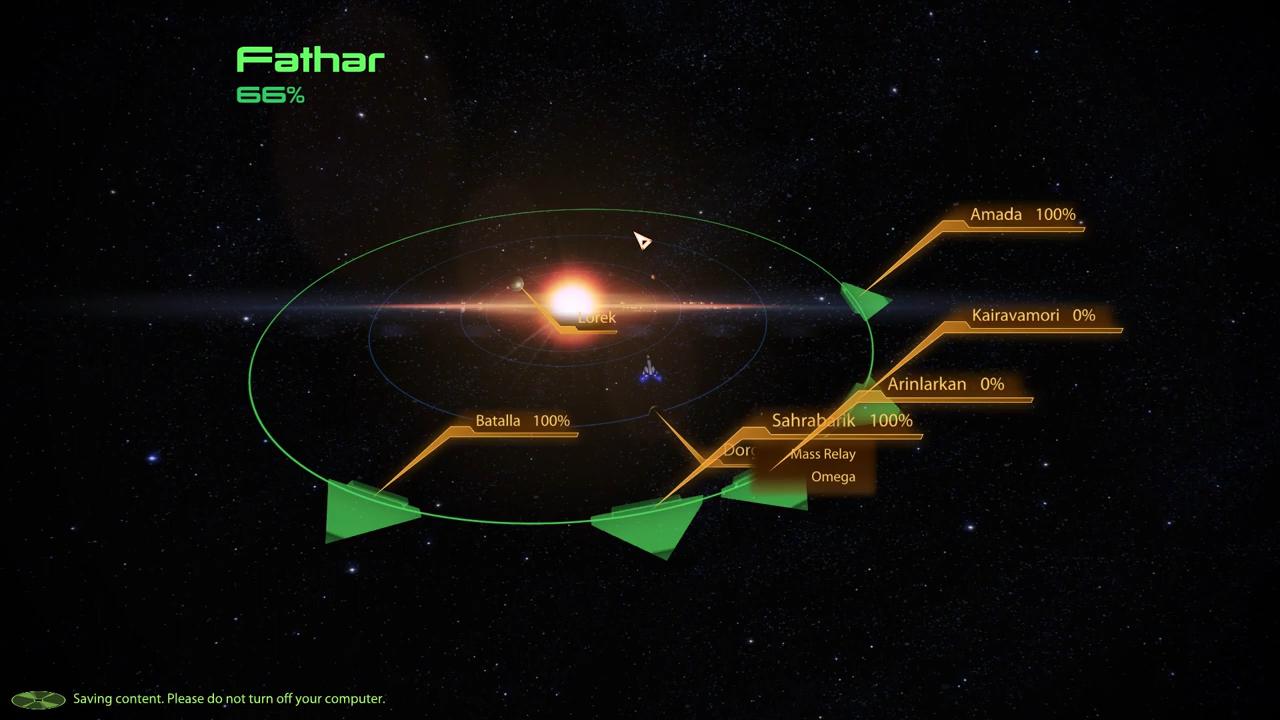 Fathar
66%
Amada 100%
Kairavamori 0%
Lorek
Arinlarkan 0%
Batalla 100%
Sahrabarik 100%
Mass Relay
Omega
Saving content. Please do not turn off your computer.